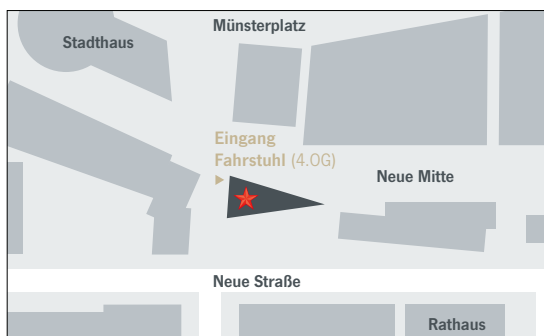 Münsterplatz
Stadthaus
Eingang
Fahrstuhl (4.OG)
Neue Mitte
Neue Straße
Rathaus